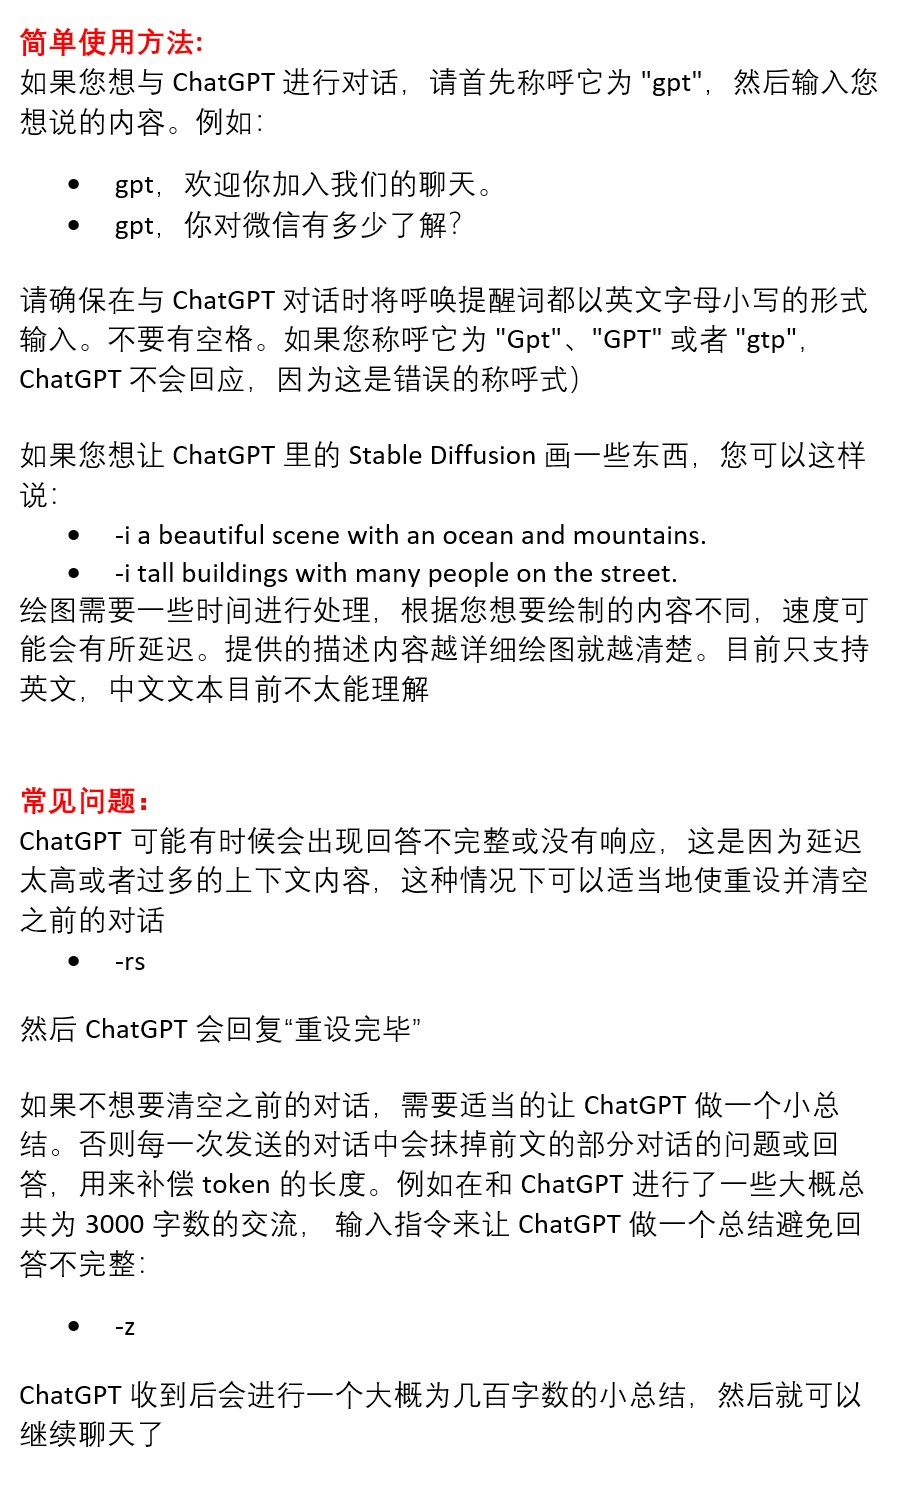 简单使用方法:
如果您想与 ChatGPT 进行对话，请首先称呼它为 "gpt"，然后输入您
想说的内容。例如：
• gpt，欢迎你加入我们的聊天。
• gpt，你对微信有多少了解？
请确保在与 ChatGPT 对话时将呼唤提醒词都以英文字母小写的形式
输入。不要有空格。如果您称呼它为 "Gpt"、"GPT" 或者 "gtp"，
ChatGPT 不会回应，因为这是错误的称呼式）
如果您想让 ChatGPT 里的 Stable Diffusion 画一些东西，您可以这样
说：
• -i a beautiful scene with an ocean and mountains.
• -i tall buildings with many people on the street.
绘图需要一些时间进行处理，根据您想要绘制的内容不同，速度可
能会有所延迟。提供的描述内容越详细绘图就越清楚。目前只支持
英文，中文文本目前不太能理解
常见问题：
ChatGPT 可能有时候会出现回答不完整或没有响应，这是因为延迟
太高或者过多的上下文内容，这种情况下可以适当地使重设并清空
之前的对话
• -rs
然后 ChatGPT 会回复“重设完毕”
如果不想要清空之前的对话，需要适当的让 ChatGPT 做一个小总
结。否则每一次发送的对话中会抹掉前文的部分对话的问题或回
答，用来补偿 token 的长度。例如在和 ChatGPT 进行了一些大概总
共为 3000 字数的交流， 输入指令来让 ChatGPT 做一个总结避免回
答不完整：
• -z
ChatGPT 收到后会进行一个大概为几百字数的小总结，然后就可以
继续聊天了